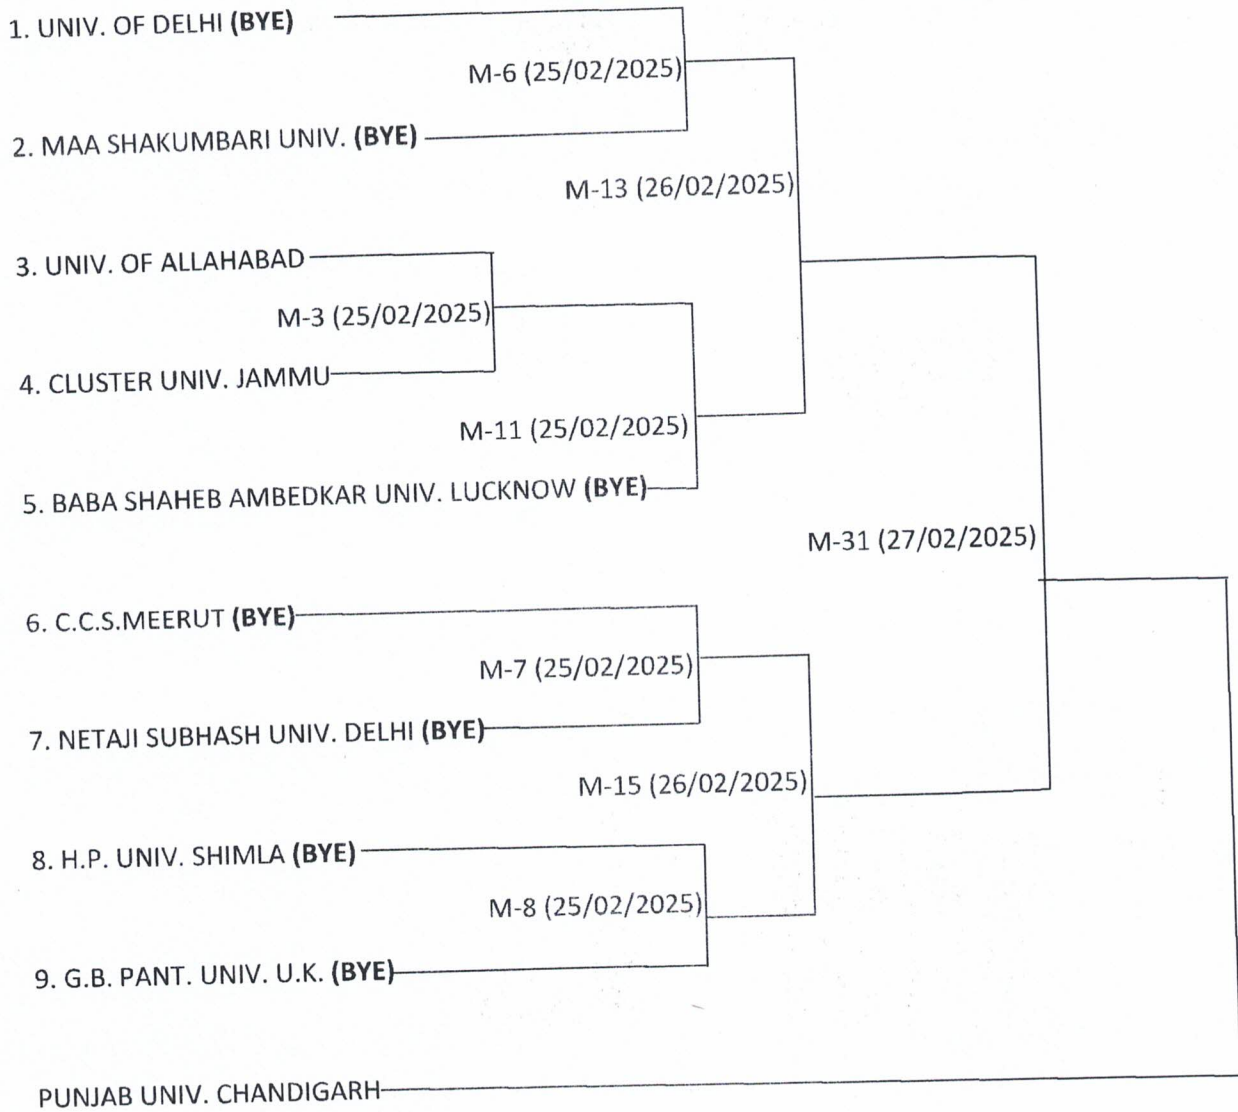 1. UNIV. OF DELHI (BYE)
M-6 (25/02/2025)
2. MAA SHAKUMBARI UNIV. (BYE)
M-13 (26/02/2025)
3. UNIV. OF ALLAHABAD
M-3 (25/02/2025)
4. CLUSTER UNIV. JAMMU
M-11 (25/02/2025)
5. BABA SHAHEB AMBEDKAR UNIV. LUCKNOW (BYE)
M-31 (27/02/2025)
6. C.C.S.MEERUT (BYE)
M-7 (25/02/2025)
7. NETAJI SUBHASH UNIV. DELHI (BYE)
M-15 (26/02/2025)
8. H.P. UNIV. SHIMLA (BYE)
M-8 (25/02/2025)
9. G.B. PANT. UNIV. U.K. (BYE)
PUNJAB UNIV. CHANDIGARH